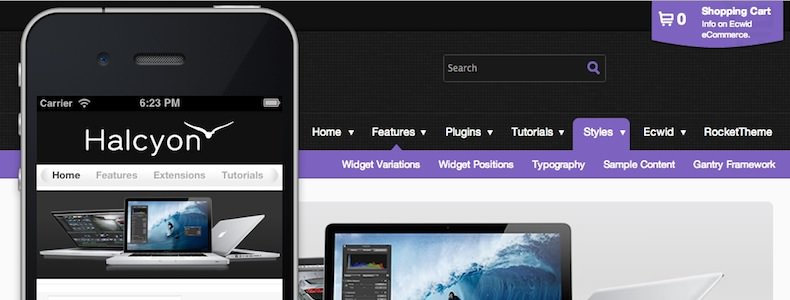 Shopping Cart
0
Info on Ecwid
eCommerce.
Search
Carrier 6:23 PM
Halcyon
Home Features Extensions Tutorials
Home Features Plugins Tutorials Styles Ecwid RocketTheme
Widget Variations Widget Positions Typography Sample Content Gantry Framework